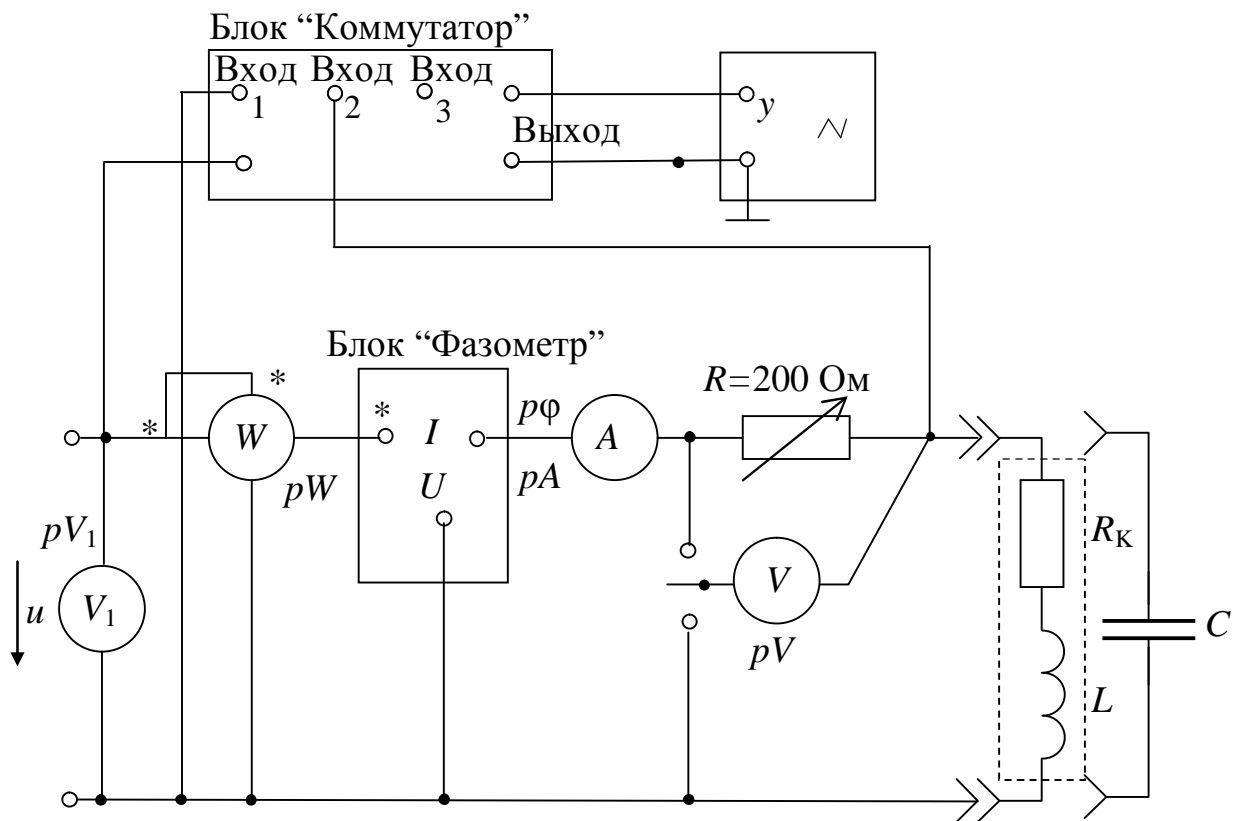 Блок “Коммутатор”
Вход Вход Вход
1 2 3
y
Выход
Блок “Фазометр”
R=200 Ом
*
*
*
W
I
pφ
A
pW
U
pA
pV1
RК
V1
u
V
C
pV
L